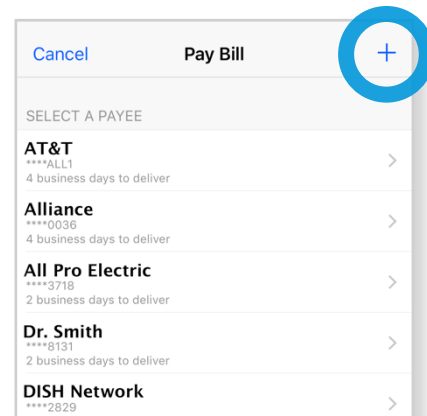 Cancel Pay Bill +
SELECT A PAYEE
AT&T
****ALL1
4 business days to deliver
Alliance
****0036
4 business days to deliver
All Pro Electric
****3718
2 business days to deliver
Dr. Smith
****8131
2 business days to deliver
DISH Network
****2829